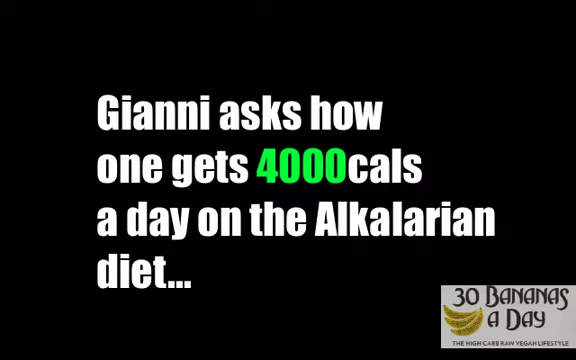 Gianni asks how
one gets 4000cals
a day on the Alkalarian
diet...
30 BANANAS
A DAY
THE HIGH CARB RAW VEGAN LIFESTYLE